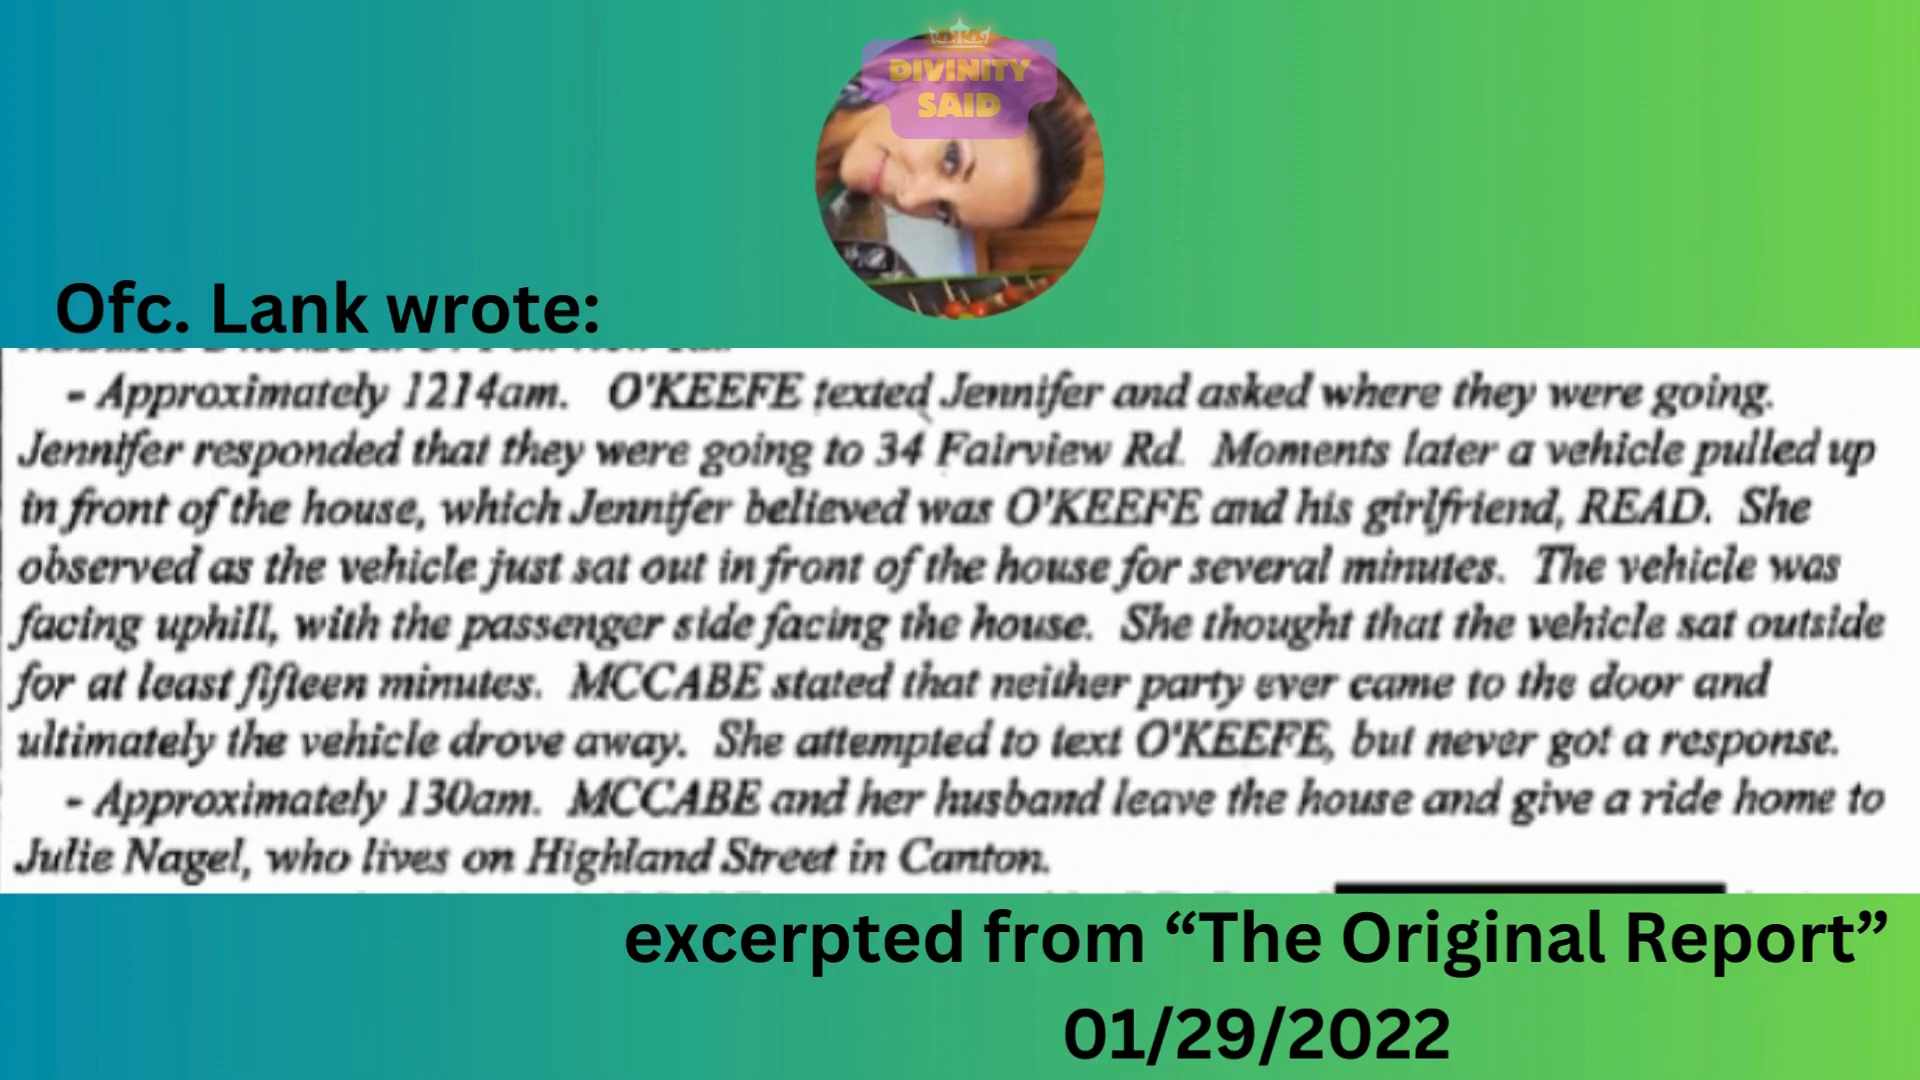 DIVINITY
SAID
Ofc. Lank wrote:
- Approximately 1214am. O'KEEFE texted Jennifer and asked where they were going.
Jennifer responded that they were going to 34 Fairview Rd. Moments later a vehicle pulled up
in front of the house, which Jennifer believed was O'KEEFE and his girlfriend, READ. She
observed as the vehicle just sat out in front of the house for several minutes. The vehicle was
facing uphill, with the passenger side facing the house. She thought that the vehicle sat outside
for at least fifteen minutes. MCCABE stated that neither party ever came to the door and
ultimately the vehicle drove away. She attempted to text O'KEEFE, but never got a response.
- Approximately 130am. MCCABE and her husband leave the house and give a ride home to
Julie Nagel, who lives on Highland Street in Canton.
excerpted from “The Original Report”
01/29/2022